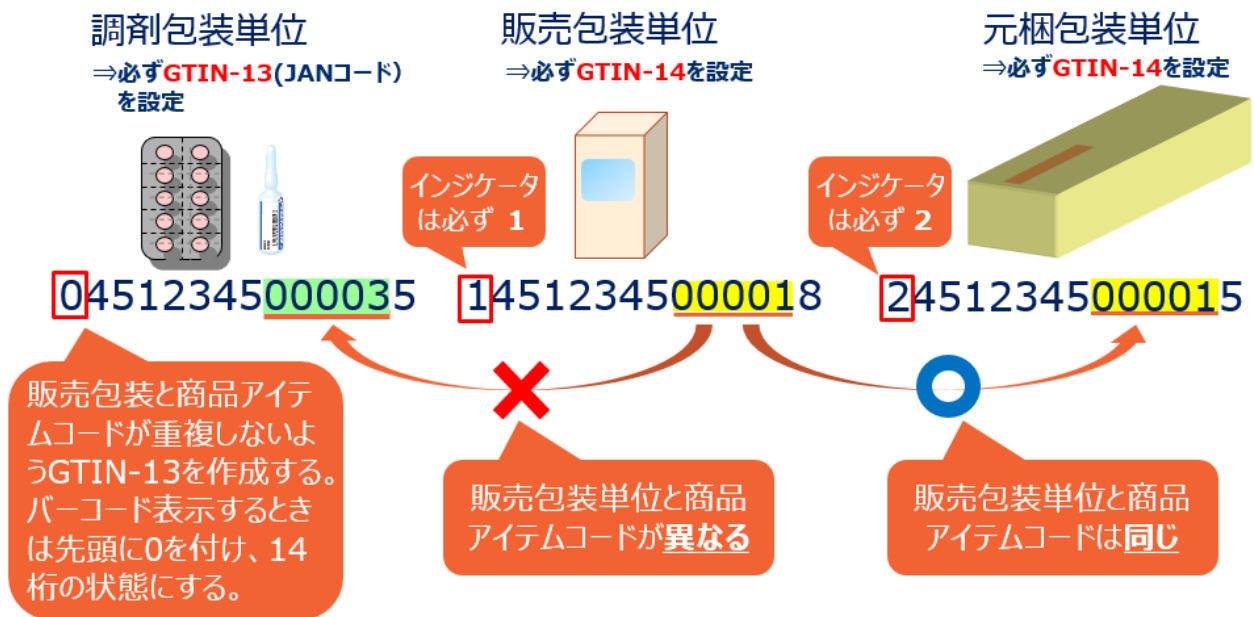 調剤包装単位
⇒必ずGTIN-13(JANコード)
を設定
販売包装単位
⇒必ずGTIN-14を設定
元梱包装単位
⇒必ずGTIN-14を設定
インジケータ
は必ず 1
インジケータ
は必ず 2
04512345000035
14512345000018
24512345000015
販売包装と商品アイテ
ムコードが重複しないよ
うGTIN-13を作成する。
バーコード表示するとき
は先頭に0を付け、14
桁の状態にする。
販売包装単位と商品
アイテムコードが異なる
販売包装単位と商品
アイテムコードは同じ